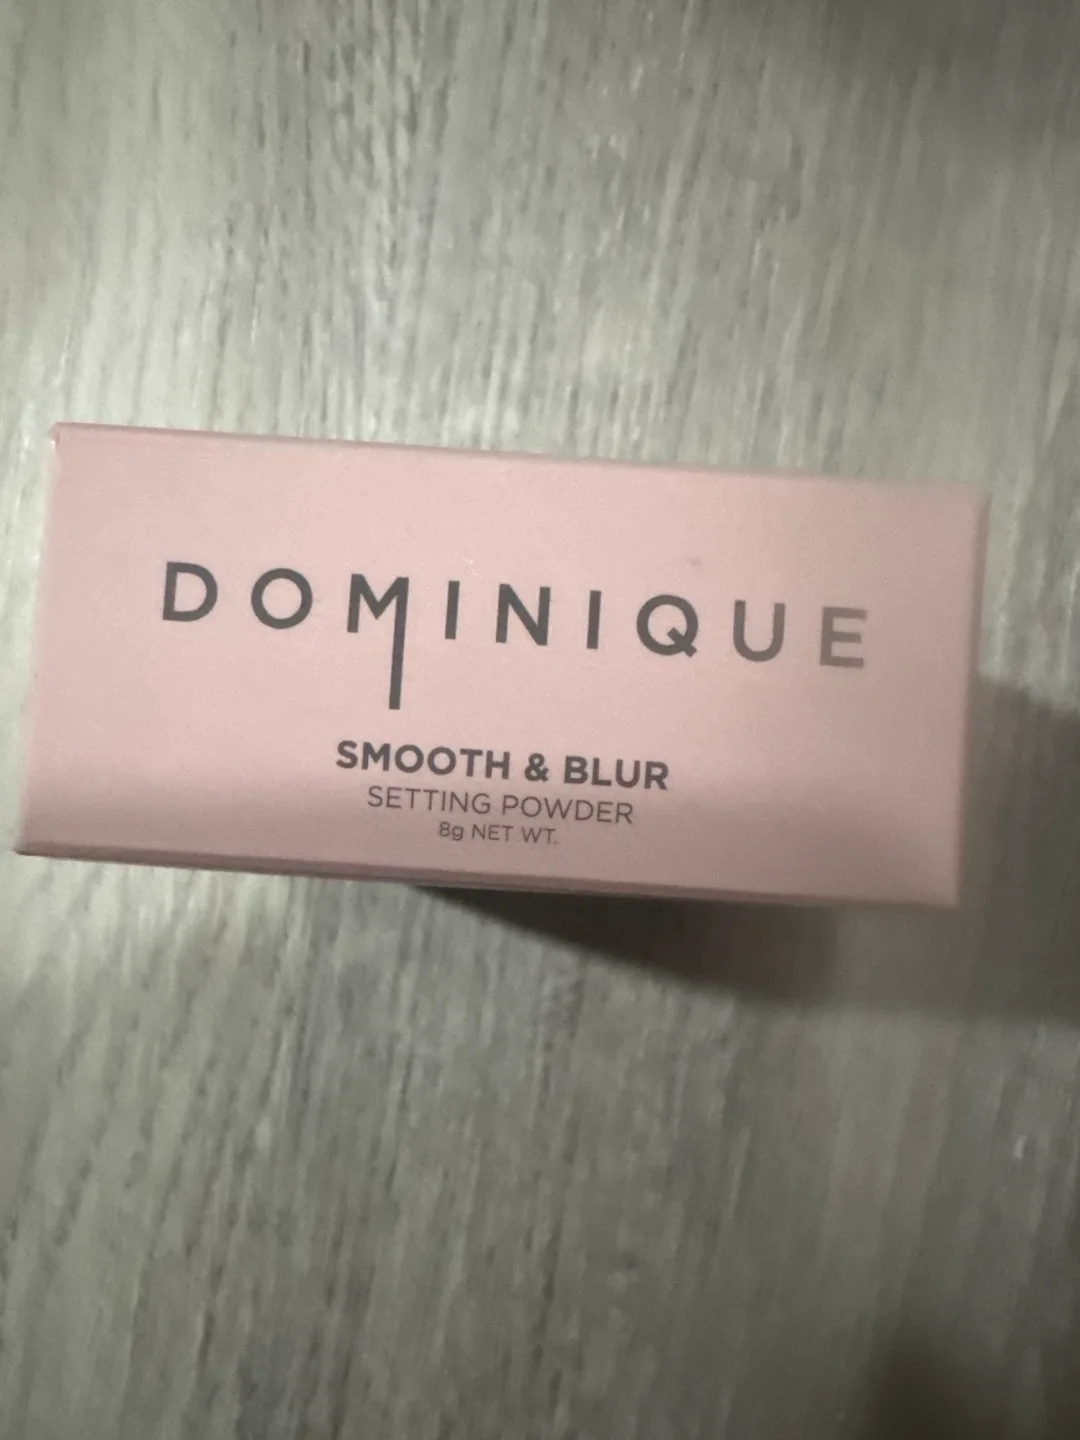 DOMINIQUE
SMOOTH & BLUR
SETTING POWDER
8g NET WT.